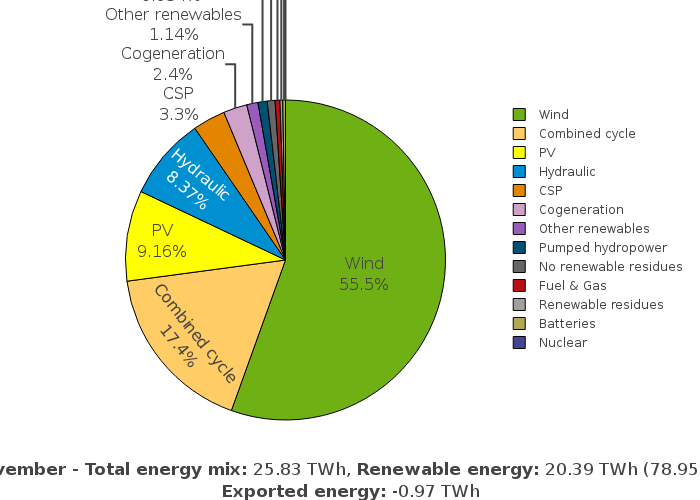 Other renewables
1.14%
Cogeneration
2.4%
CSP
3.3%
Hydraulic
8.37%
PV
9.16%
Combined cycle
17.4%
Wind
55.5%
Wind
Combined cycle
PV
Hydraulic
CSP
Cogeneration
Other renewables
Pumped hydropower
No renewable residues
Fuel & Gas
Renewable residues
Batteries
Nuclear
vember - Total energy mix: 25.83 TWh, Renewable energy: 20.39 TWh (78.95
Exported energy: -0.97 TWh